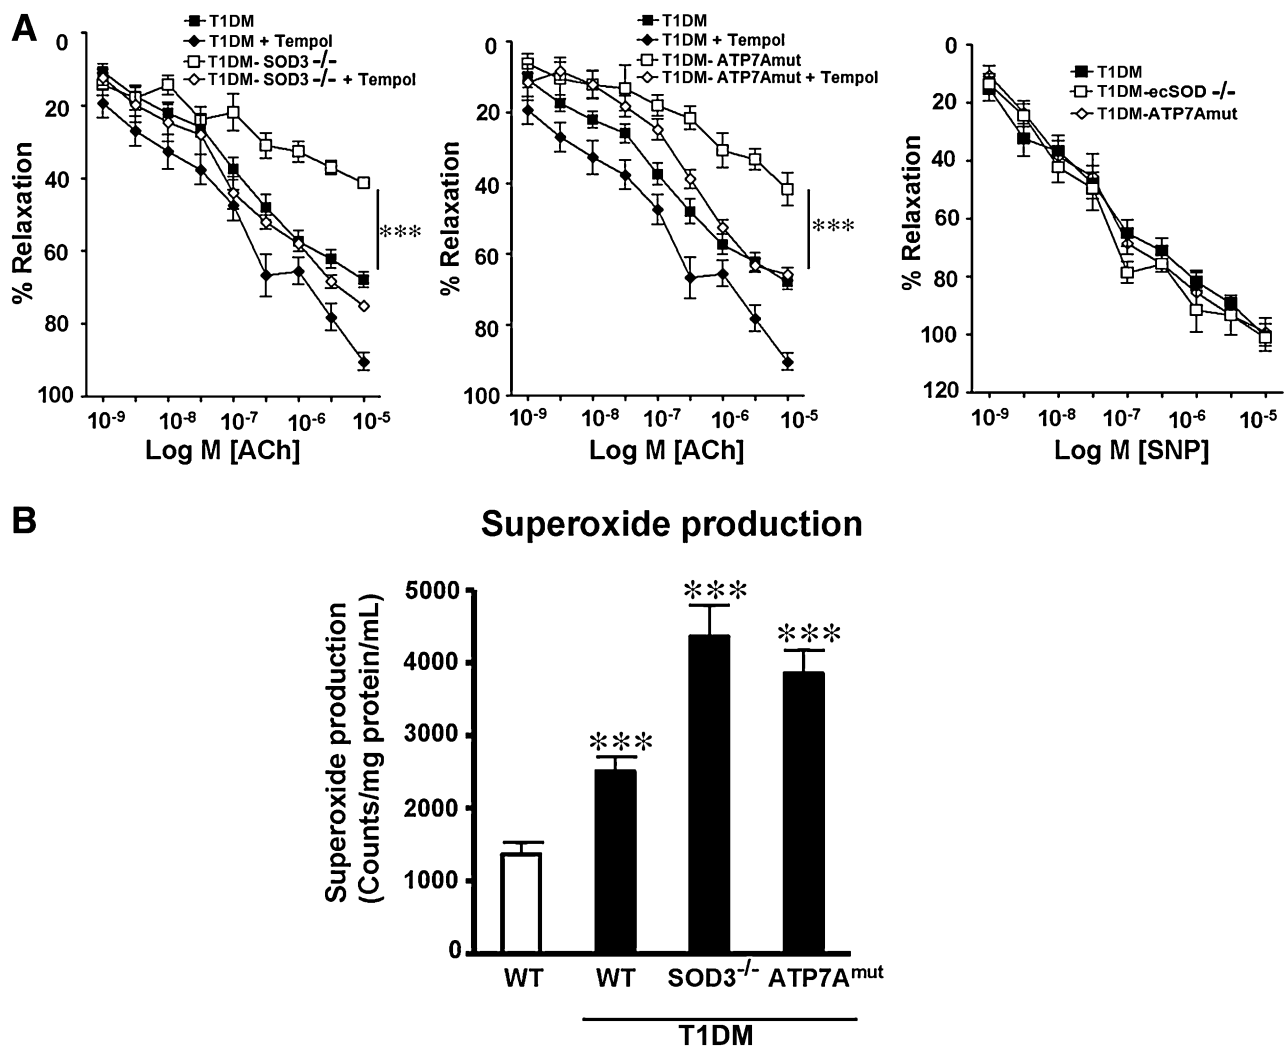 A
T1DM
T1DM + Tempol
T1DM- SOD3 -/-
T1DM- SOD3 -/- + Tempol
0
20
40
60
80
100
% Relaxation
***
10-9 10-8 10-7 10-6 10-5
Log M [ACh]
T1DM
T1DM + Tempol
T1DM- ATP7Amut
T1DM- ATP7Amut + Tempol
0
20
40
60
80
100
% Relaxation
***
10-9 10-8 10-7 10-6 10-5
Log M [ACh]
T1DM
T1DM-ecSOD -/-
T1DM-ATP7Amut
0
20
40
60
80
100
120
% Relaxation
10-9 10-8 10-7 10-6 10-5
Log M [SNP]
B
Superoxide production
Superoxide production
(Counts/mg protein/mL)
5000
4000
3000
2000
1000
0
***
***
***
WT WT SOD3-/- ATP7Amut
T1DM